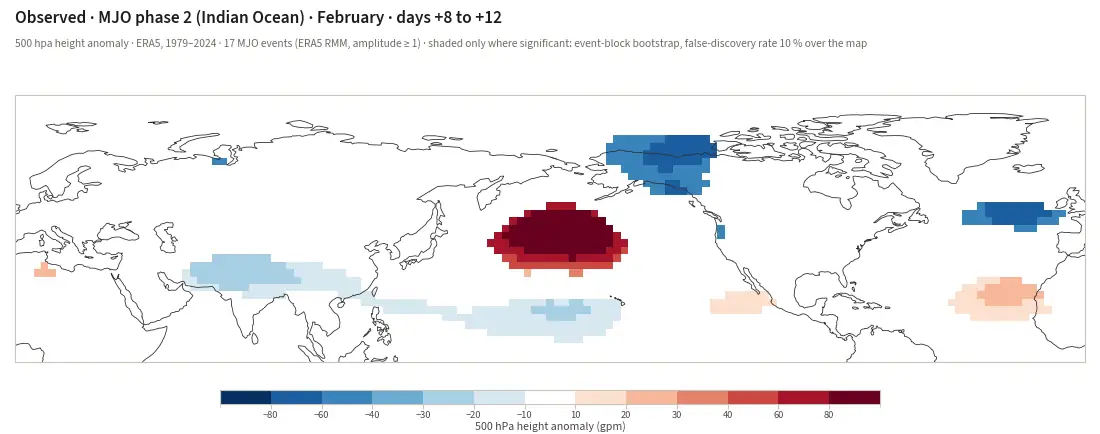 Observed · MJO phase 2 (Indian Ocean) · February · days +8 to +12
500 hpa height anomaly · ERA5, 1979–2024 · 17 MJO events (ERA5 RMM, amplitude ≥ 1) · shaded only where significant: event-block bootstrap, false-discovery rate 10 % over the map
−80 −60 −40 −30 −20 −10 10 20 30 40 60 80
500 hPa height anomaly (gpm)